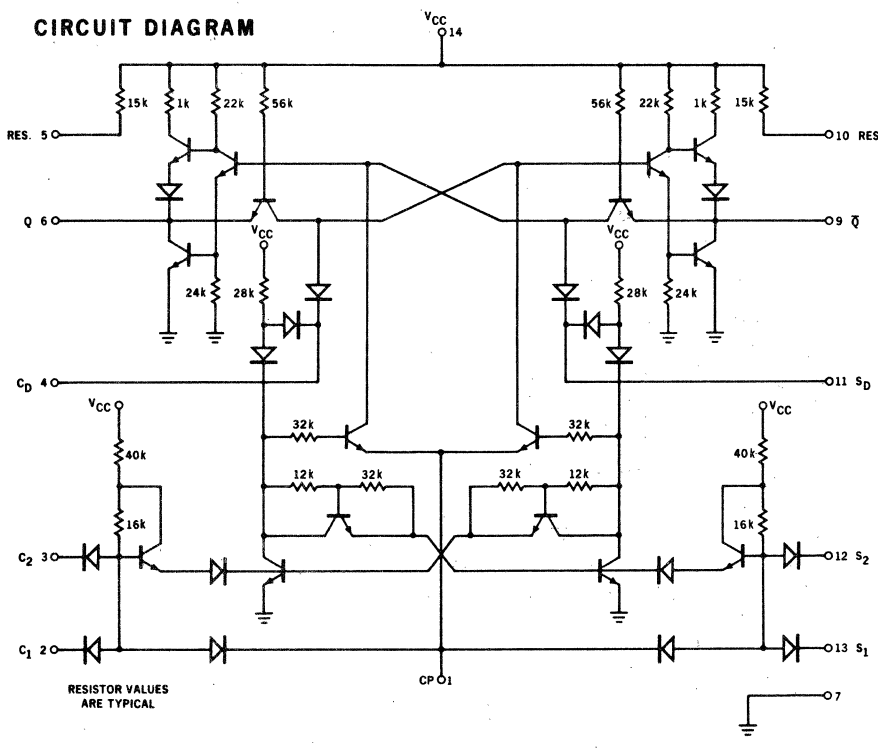 CIRCUIT DIAGRAM
VCC
14
15k
1k
22k
56k
56k
22k
1k
15k
RES. 5
10 RES
Q 6
9 Q̅
VCC
VCC
24k
28k
28k
24k
CD 4
11 SD
VCC
VCC
32k
32k
40k
40k
12k
32k
32k
12k
16k
16k
C2 3
12 S2
C1 2
13 S1
CP 1
RESISTOR VALUES
ARE TYPICAL
7